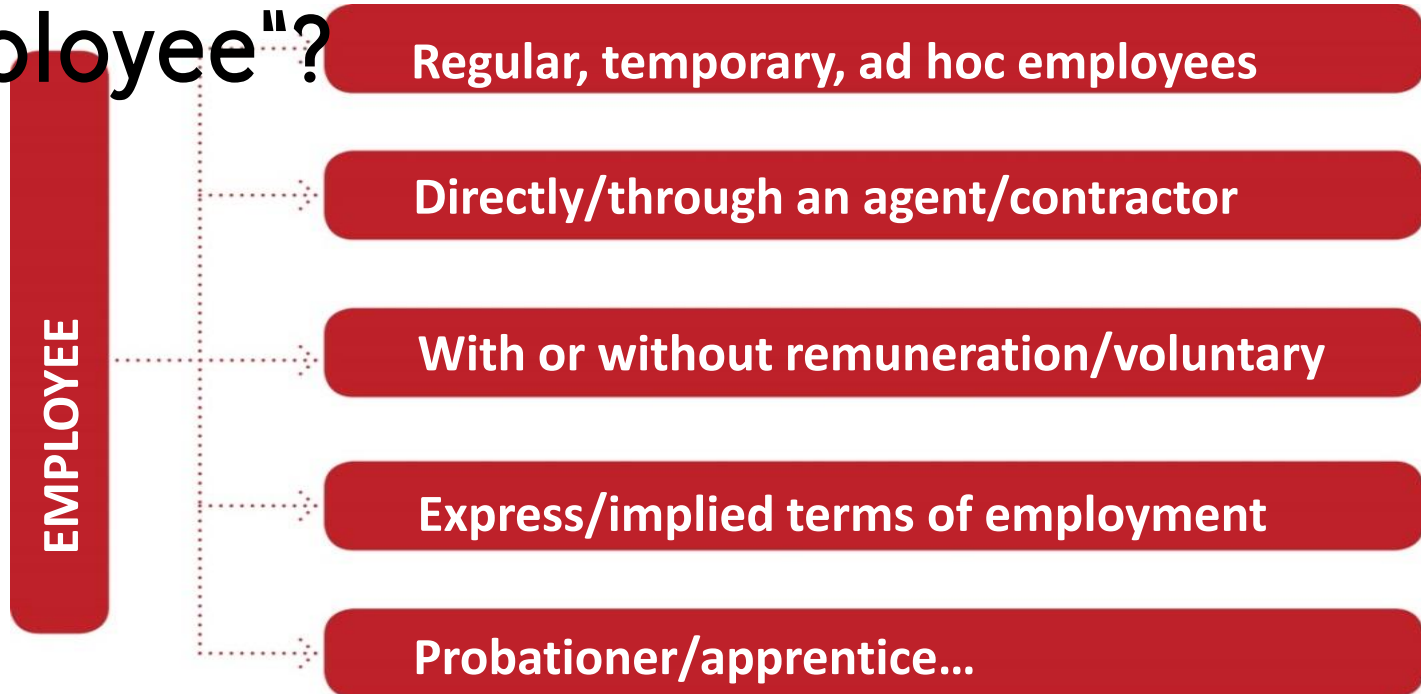 ployee"?
EMPLOYEE
Regular, temporary, ad hoc employees
Directly/through an agent/contractor
With or without remuneration/voluntary
Express/implied terms of employment
Probationer/apprentice…